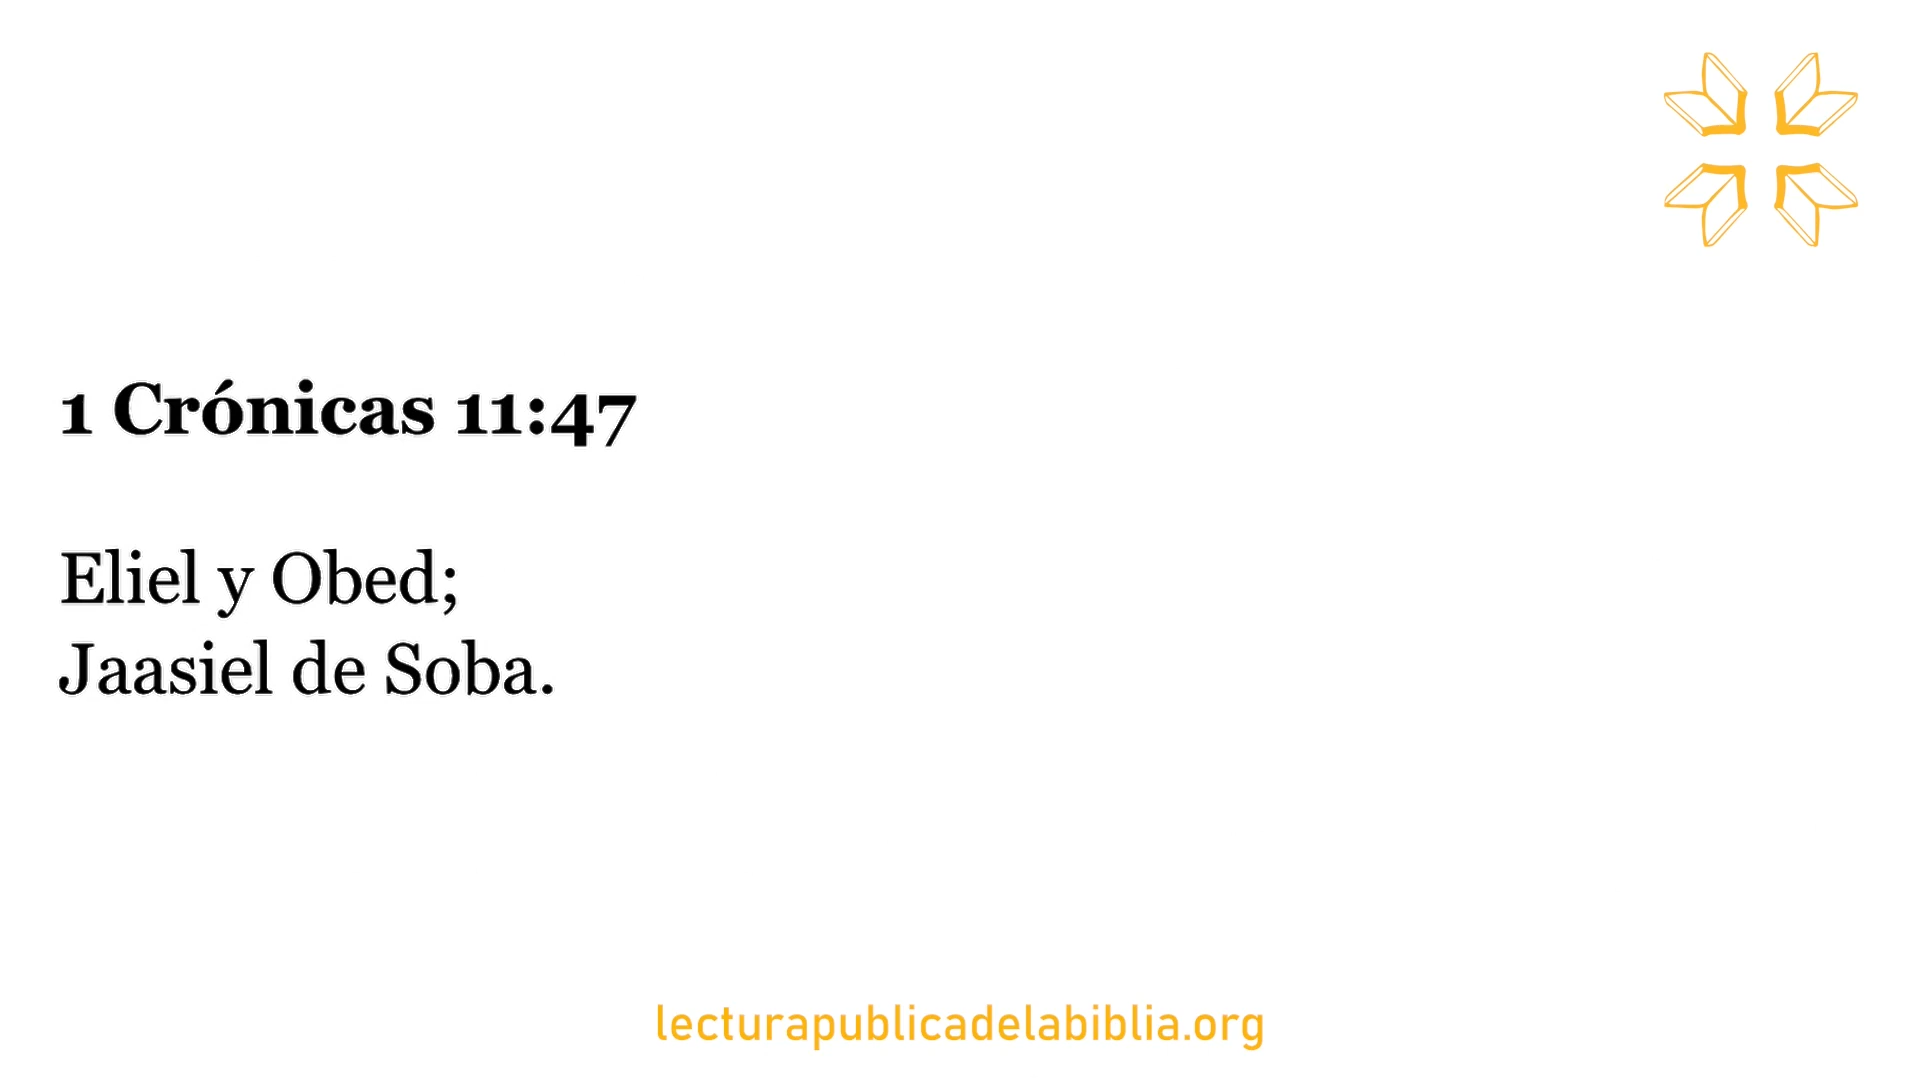 1 Crónicas 11:47
Eliel y Obed;
Jaasiel de Soba.
lecturapublicadelabiblia.org